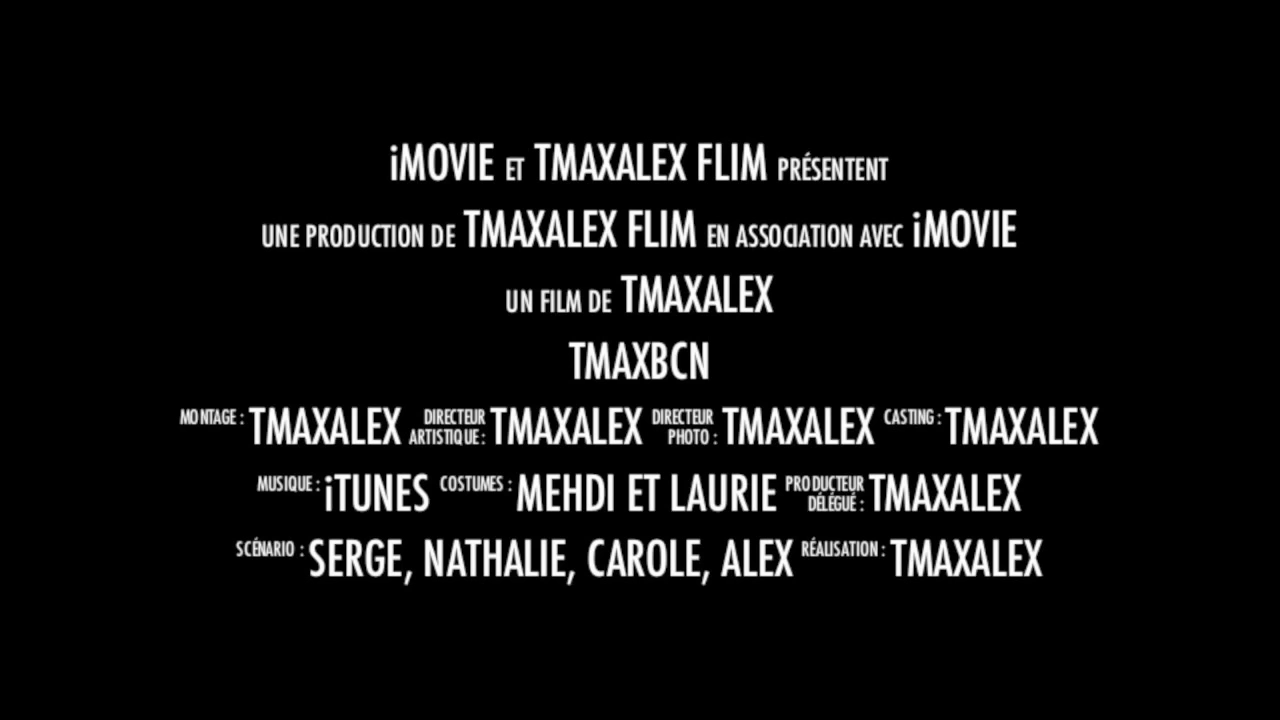 iMOVIE ET TMAXALEX FLIM PRÉSENTENT
UNE PRODUCTION DE TMAXALEX FLIM EN ASSOCIATION AVEC iMOVIE
UN FILM DE TMAXALEX
TMAXBCN
MONTAGE : TMAXALEX DIRECTEUR ARTISTIQUE : TMAXALEX DIRECTEUR PHOTO : TMAXALEX CASTING : TMAXALEX
MUSIQUE : iTUNES COSTUMES : MEHDI ET LAURIE PRODUCTEUR DÉLÉGUÉ : TMAXALEX
SCÉNARIO : SERGE, NATHALIE, CAROLE, ALEX RÉALISATION : TMAXALEX